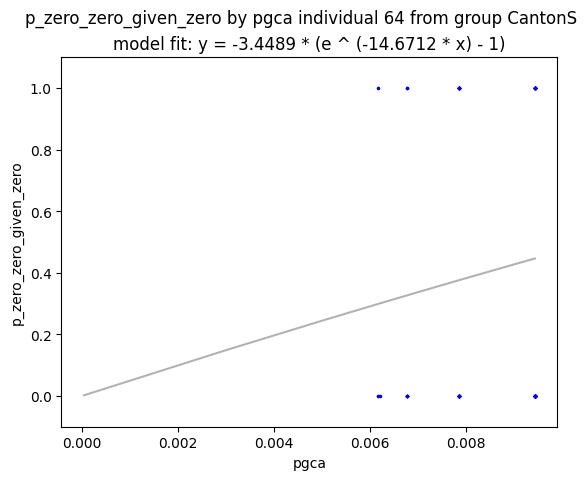 p_zero_zero_given_zero by pgca individual 64 from group CantonS
model fit: y = -3.4489 * (e ^ (-14.6712 * x) - 1)
1.0
0.8
0.6
0.4
0.2
0.0
p_zero_zero_given_zero
0.000
0.002
0.004
0.006
0.008
pgca